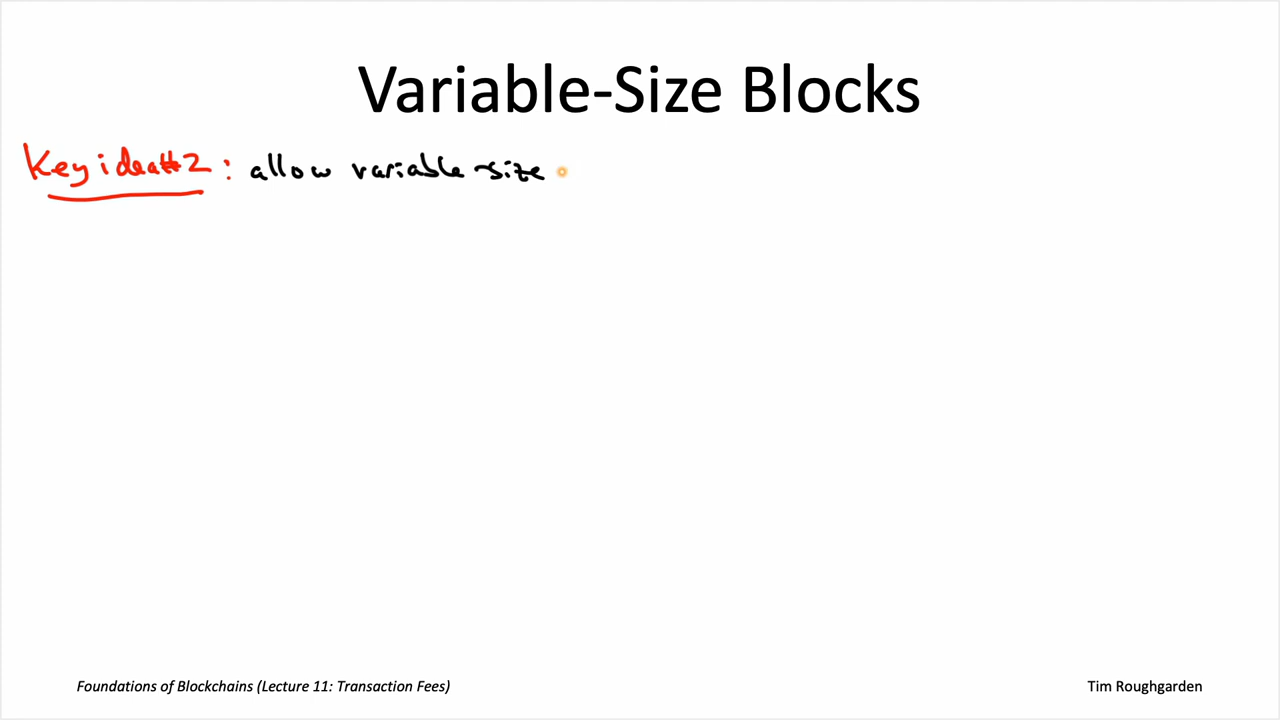 Variable-Size Blocks
Key idea #2: allow variable-size
Foundations of Blockchains (Lecture 11: Transaction Fees)
Tim Roughgarden